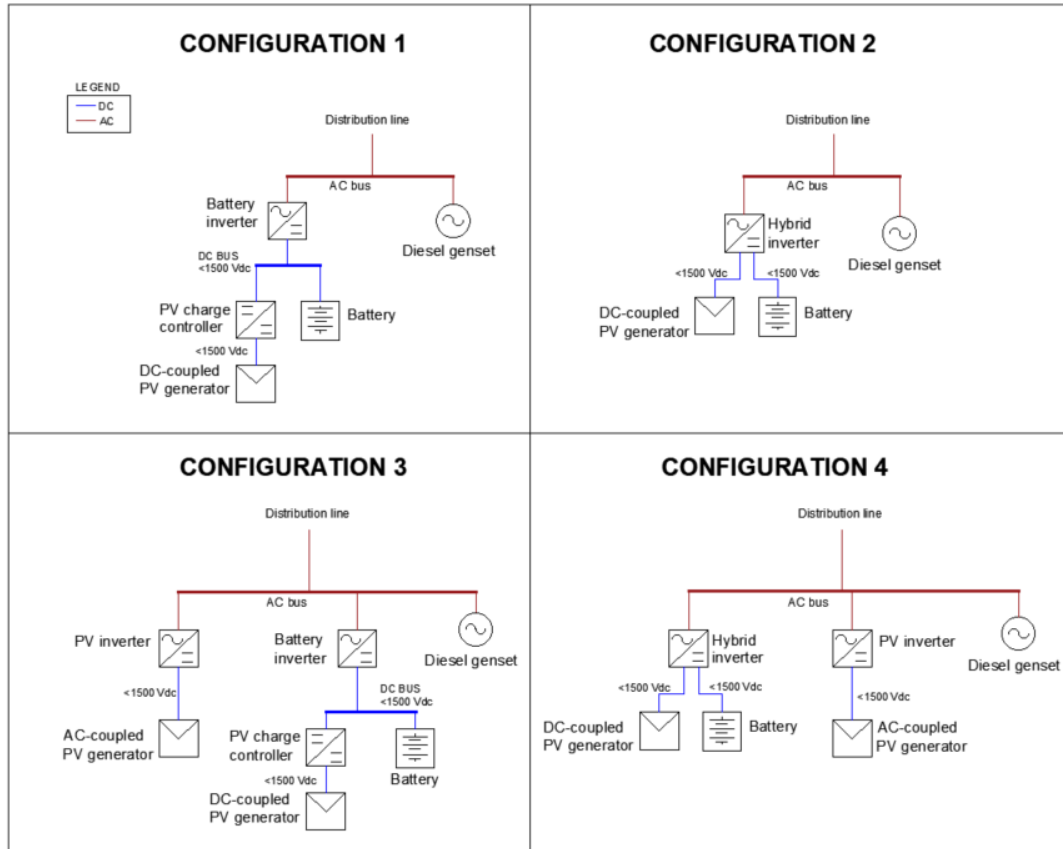 CONFIGURATION 1
LEGEND
DC
AC
Distribution line
AC bus
Battery
inverter
Diesel genset
DC BUS
<1500 Vdc
PV charge
controller
Battery
<1500 Vdc
DC-coupled
PV generator
CONFIGURATION 2
Distribution line
AC bus
Hybrid
inverter
Diesel genset
<1500 Vdc
<1500 Vdc
DC-coupled
PV generator
Battery
CONFIGURATION 3
Distribution line
AC bus
PV inverter
Battery
inverter
Diesel genset
<1500 Vdc
DC BUS
<1500 Vdc
AC-coupled
PV generator
PV charge
controller
Battery
<1500 Vdc
DC-coupled
PV generator
CONFIGURATION 4
Distribution line
AC bus
Hybrid
inverter
PV inverter
Diesel genset
<1500 Vdc
<1500 Vdc
<1500 Vdc
DC-coupled
PV generator
Battery
AC-coupled
PV generator